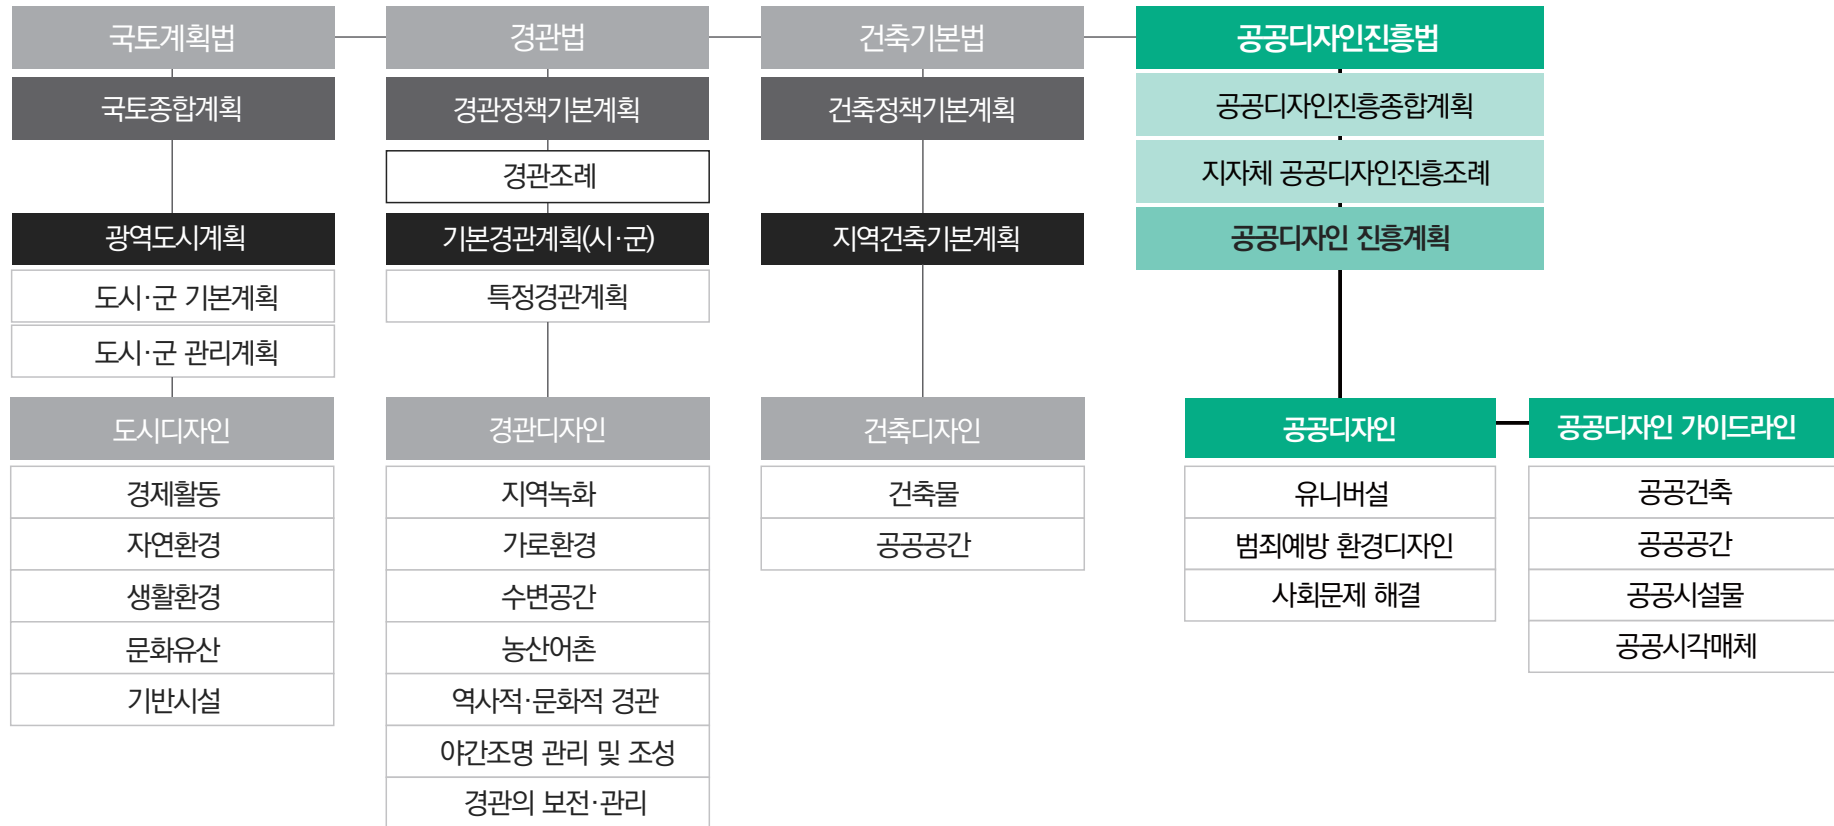 국토계획법
경관법
건축기본법
공공디자인진흥법
국토종합계획
경관정책기본계획
건축정책기본계획
공공디자인진흥종합계획
경관조례
지자체 공공디자인진흥조례
광역도시계획
기본경관계획(시·군)
지역건축기본계획
공공디자인 진흥계획
도시·군 기본계획
특정경관계획
도시·군 관리계획
도시디자인
경관디자인
건축디자인
공공디자인
공공디자인 가이드라인
경제활동
지역녹화
건축물
유니버설
공공건축
자연환경
가로환경
공공공간
범죄예방 환경디자인
공공공간
생활환경
수변공간
사회문제 해결
공공시설물
문화유산
농산어촌
공공시각매체
기반시설
역사적·문화적 경관
야간조명 관리 및 조성
경관의 보전·관리